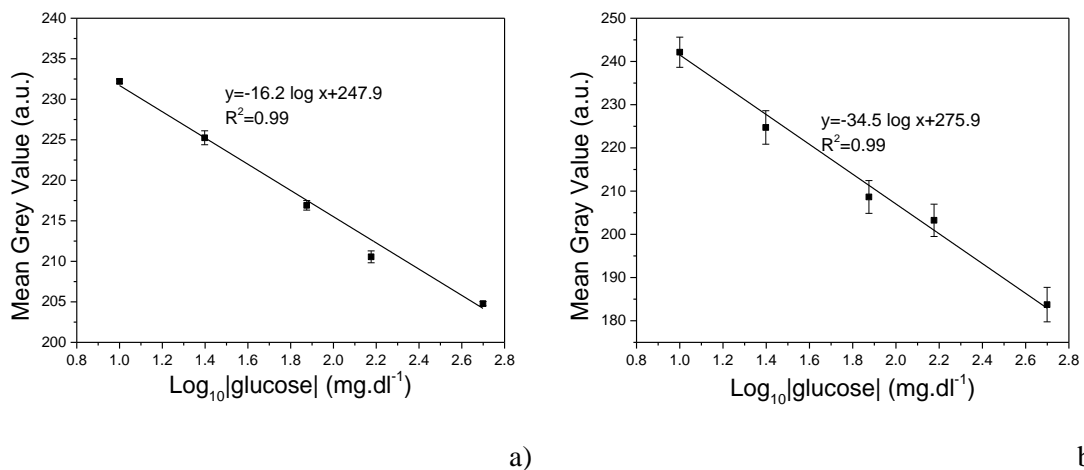 240
235
230
225
220
215
210
205
200
Mean Grey Value (a.u.)
y=-16.2 log x+247.9
R²=0.99
0.8 1.0 1.2 1.4 1.6 1.8 2.0 2.2 2.4 2.6 2.8
Log₁₀|glucose| (mg.dl⁻¹)
a)
240
230
220
210
200
190
180
Mean Gray Value (a.u.)
y=-34.5 log x+275.9
R²=0.99
0.8 1.0 1.2 1.4 1.6 1.8 2.0 2.2 2.4 2.6 2.8
Log₁₀|glucose| (mg.dl⁻¹)
b